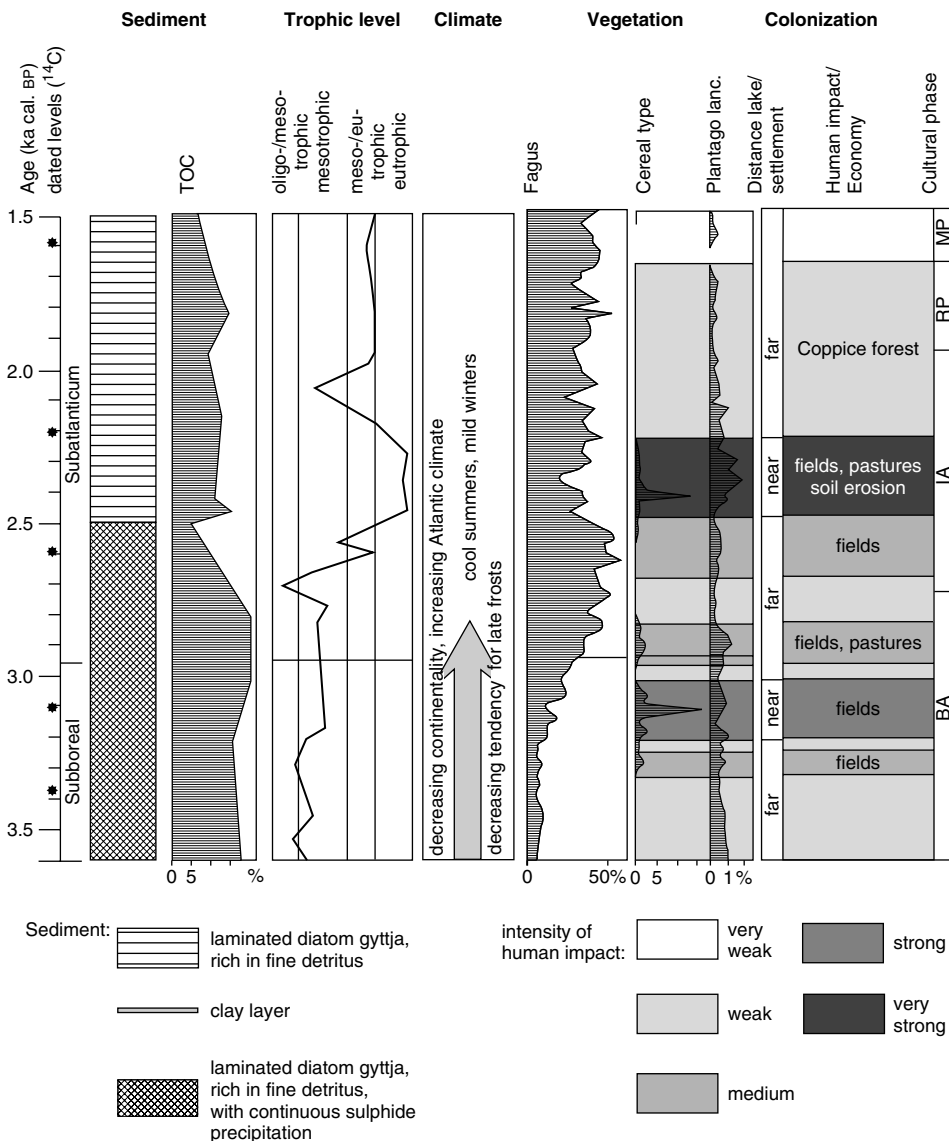 Sediment
Trophic level
Climate
Vegetation
Colonization
Age (ka cal. BP)
dated levels (¹⁴C)
TOC
oligo-/meso-
trophic
mesotrophic
meso-/eu-
trophic
eutrophic
Fagus
Cereal type
Plantago lanc.
Distance lake/
settlement
Human impact/
Economy
Cultural phase
1.5
2.0
2.5
3.0
3.5
Subatlanticum
Subboreal
decreasing continentality, increasing Atlantic climate
cool summers, mild winters
decreasing tendency for late frosts
far
near
far
near
far
Coppice forest
fields, pastures
soil erosion
fields
fields, pastures
fields
fields
MP
RP
IA
BA
0 5 %
0 50%
0 5
0 1%
Sediment:
laminated diatom gyttja,
rich in fine detritus
clay layer
laminated diatom gyttja,
rich in fine detritus,
with continuous sulphide
precipitation
intensity of
human impact:
very
weak
strong
weak
very
strong
medium